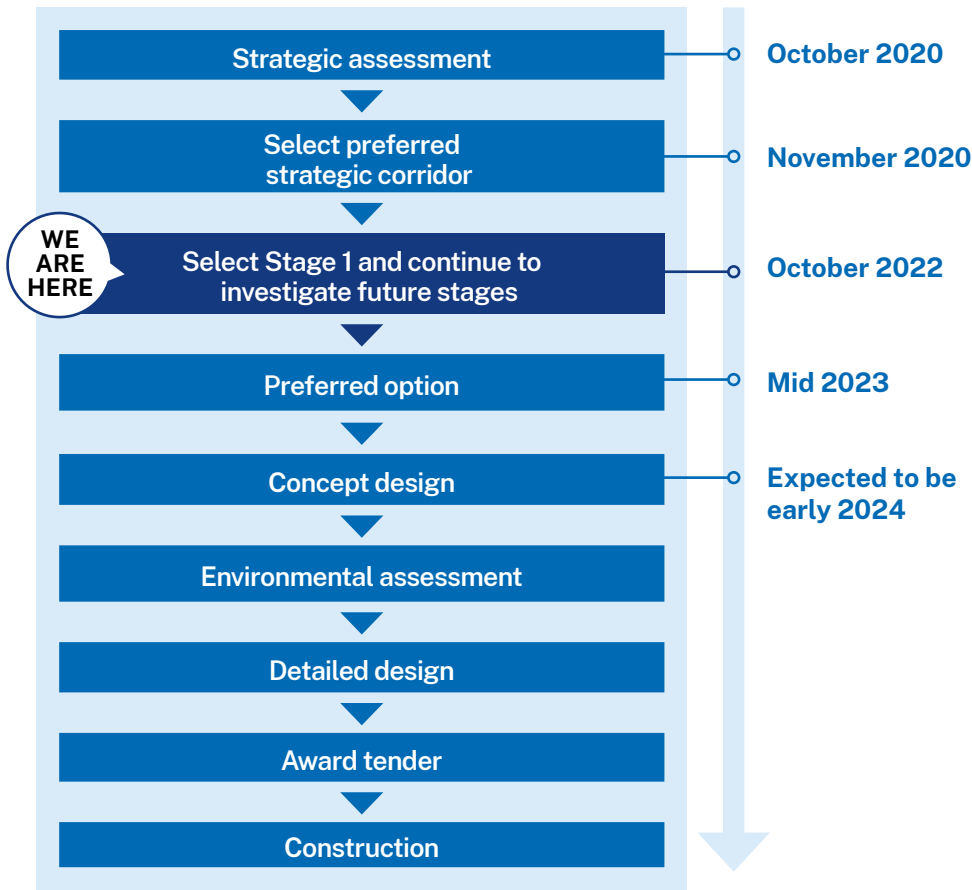 Strategic assessment
October 2020
Select preferred
strategic corridor
November 2020
WE
ARE
HERE
Select Stage 1 and continue to
investigate future stages
October 2022
Preferred option
Mid 2023
Concept design
Expected to be
early 2024
Environmental assessment
Detailed design
Award tender
Construction